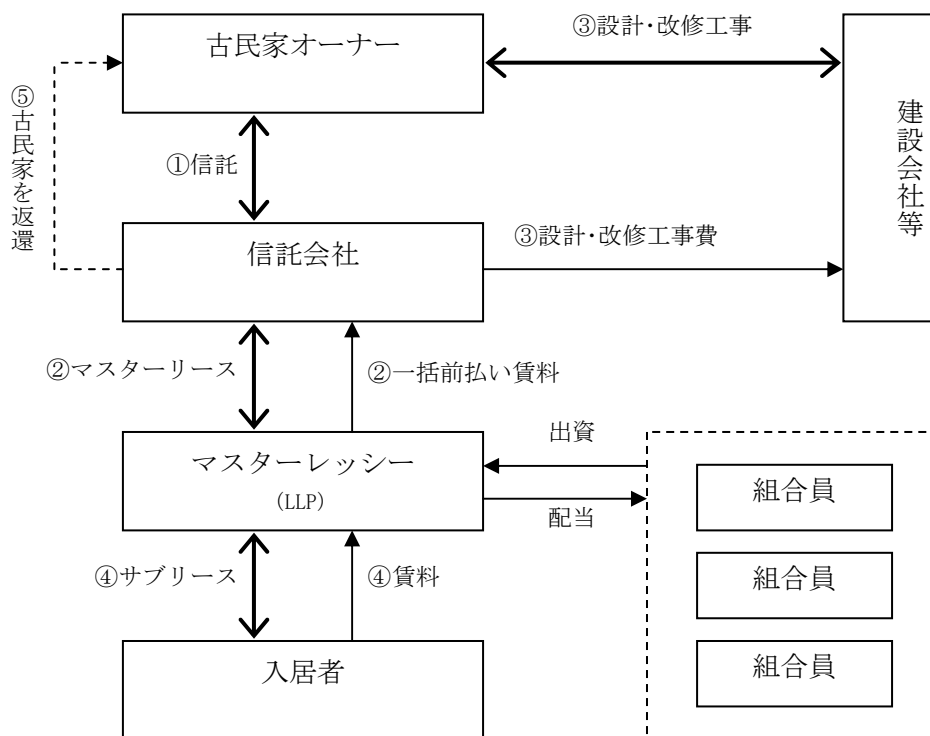 ③設計・改修工事
古民家オーナー
建設会社等
⑤古民家を返還
①信託
信託会社
③設計・改修工事費
②マスターリース
②一括前払い賃料
マスターレッシー
(LLP)
出資
配当
組合員
組合員
組合員
④サブリース
④賃料
入居者